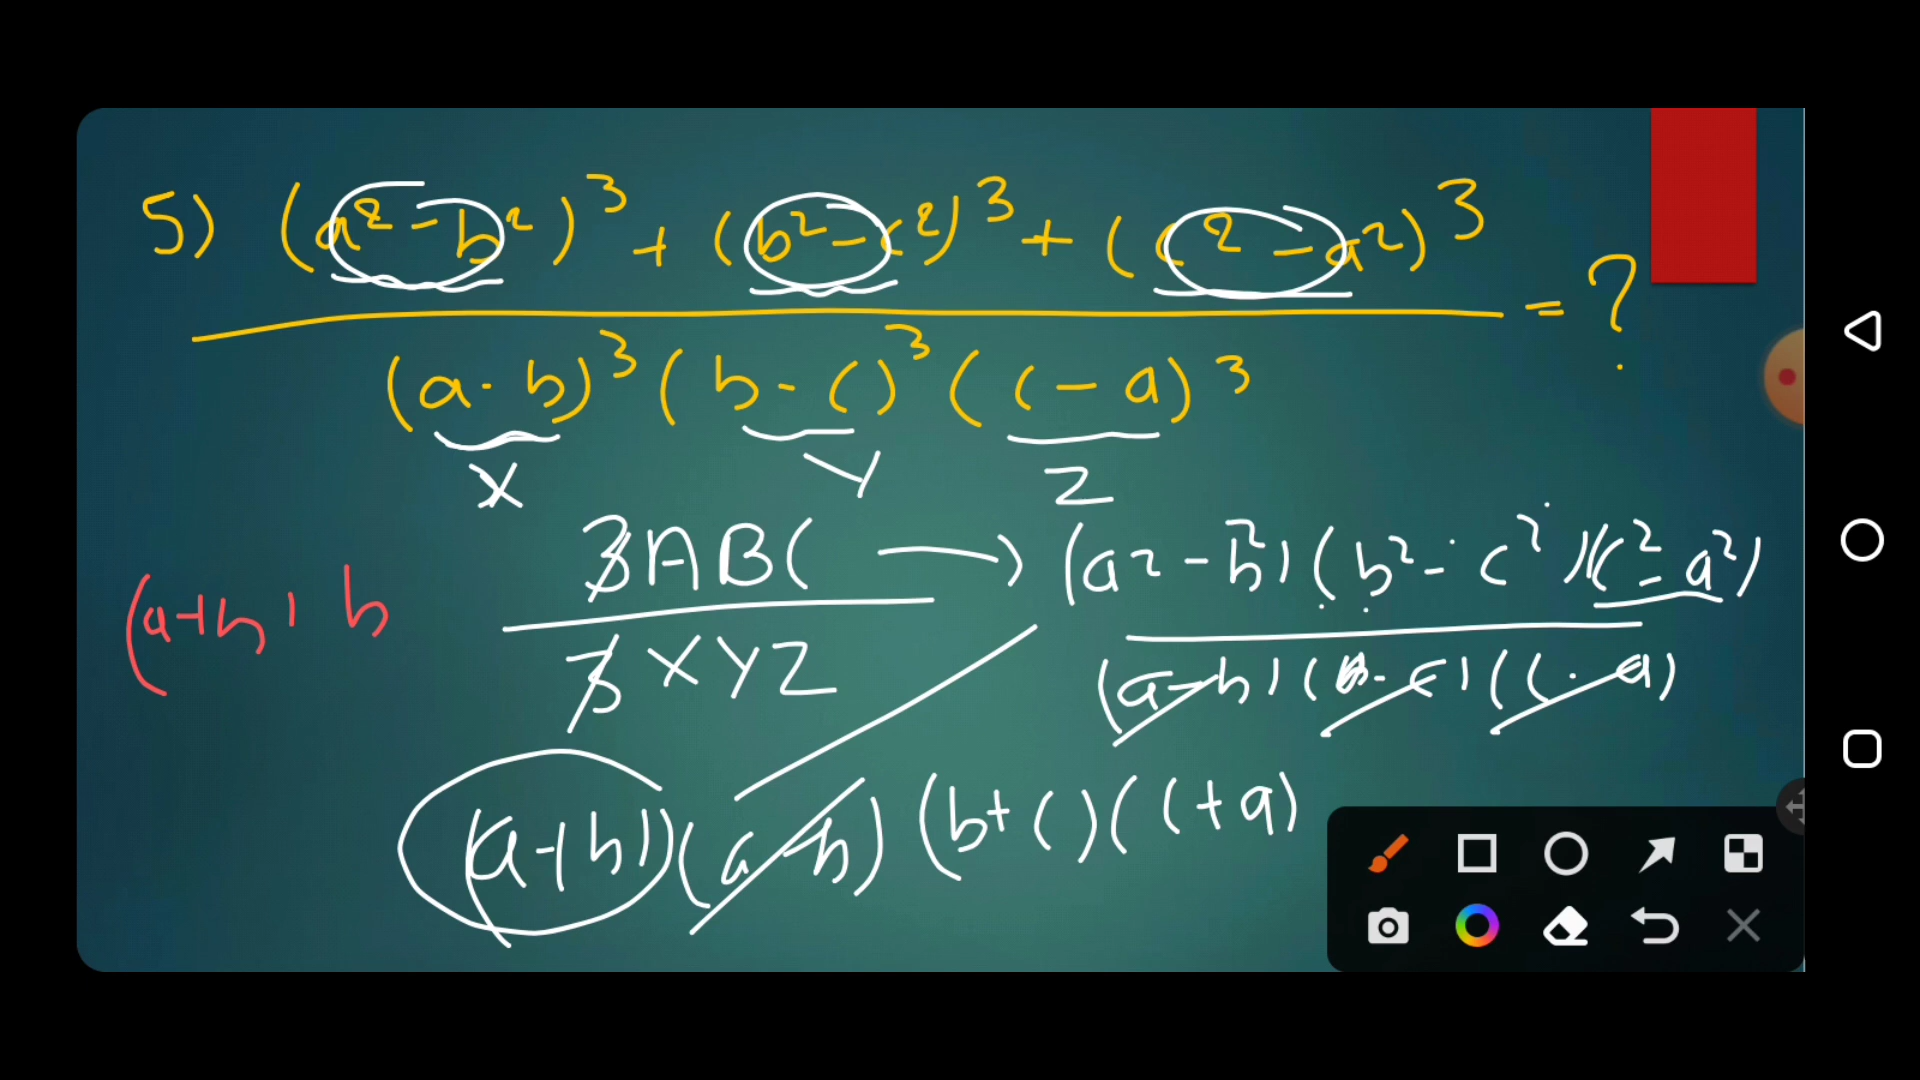 5) (a² - b²)³ + (b² - c²)³ + (c² - a²)³
= ?
(a - b)³ (b - c)³ (c - a)³
X Y Z
3ABC → (a² - b²) (b² - c²)(c² - a²)
3XYZ (a - b) (b - c) (c - a)
(a+b) b
(a+b)(a-b) (b+c)(c+a)